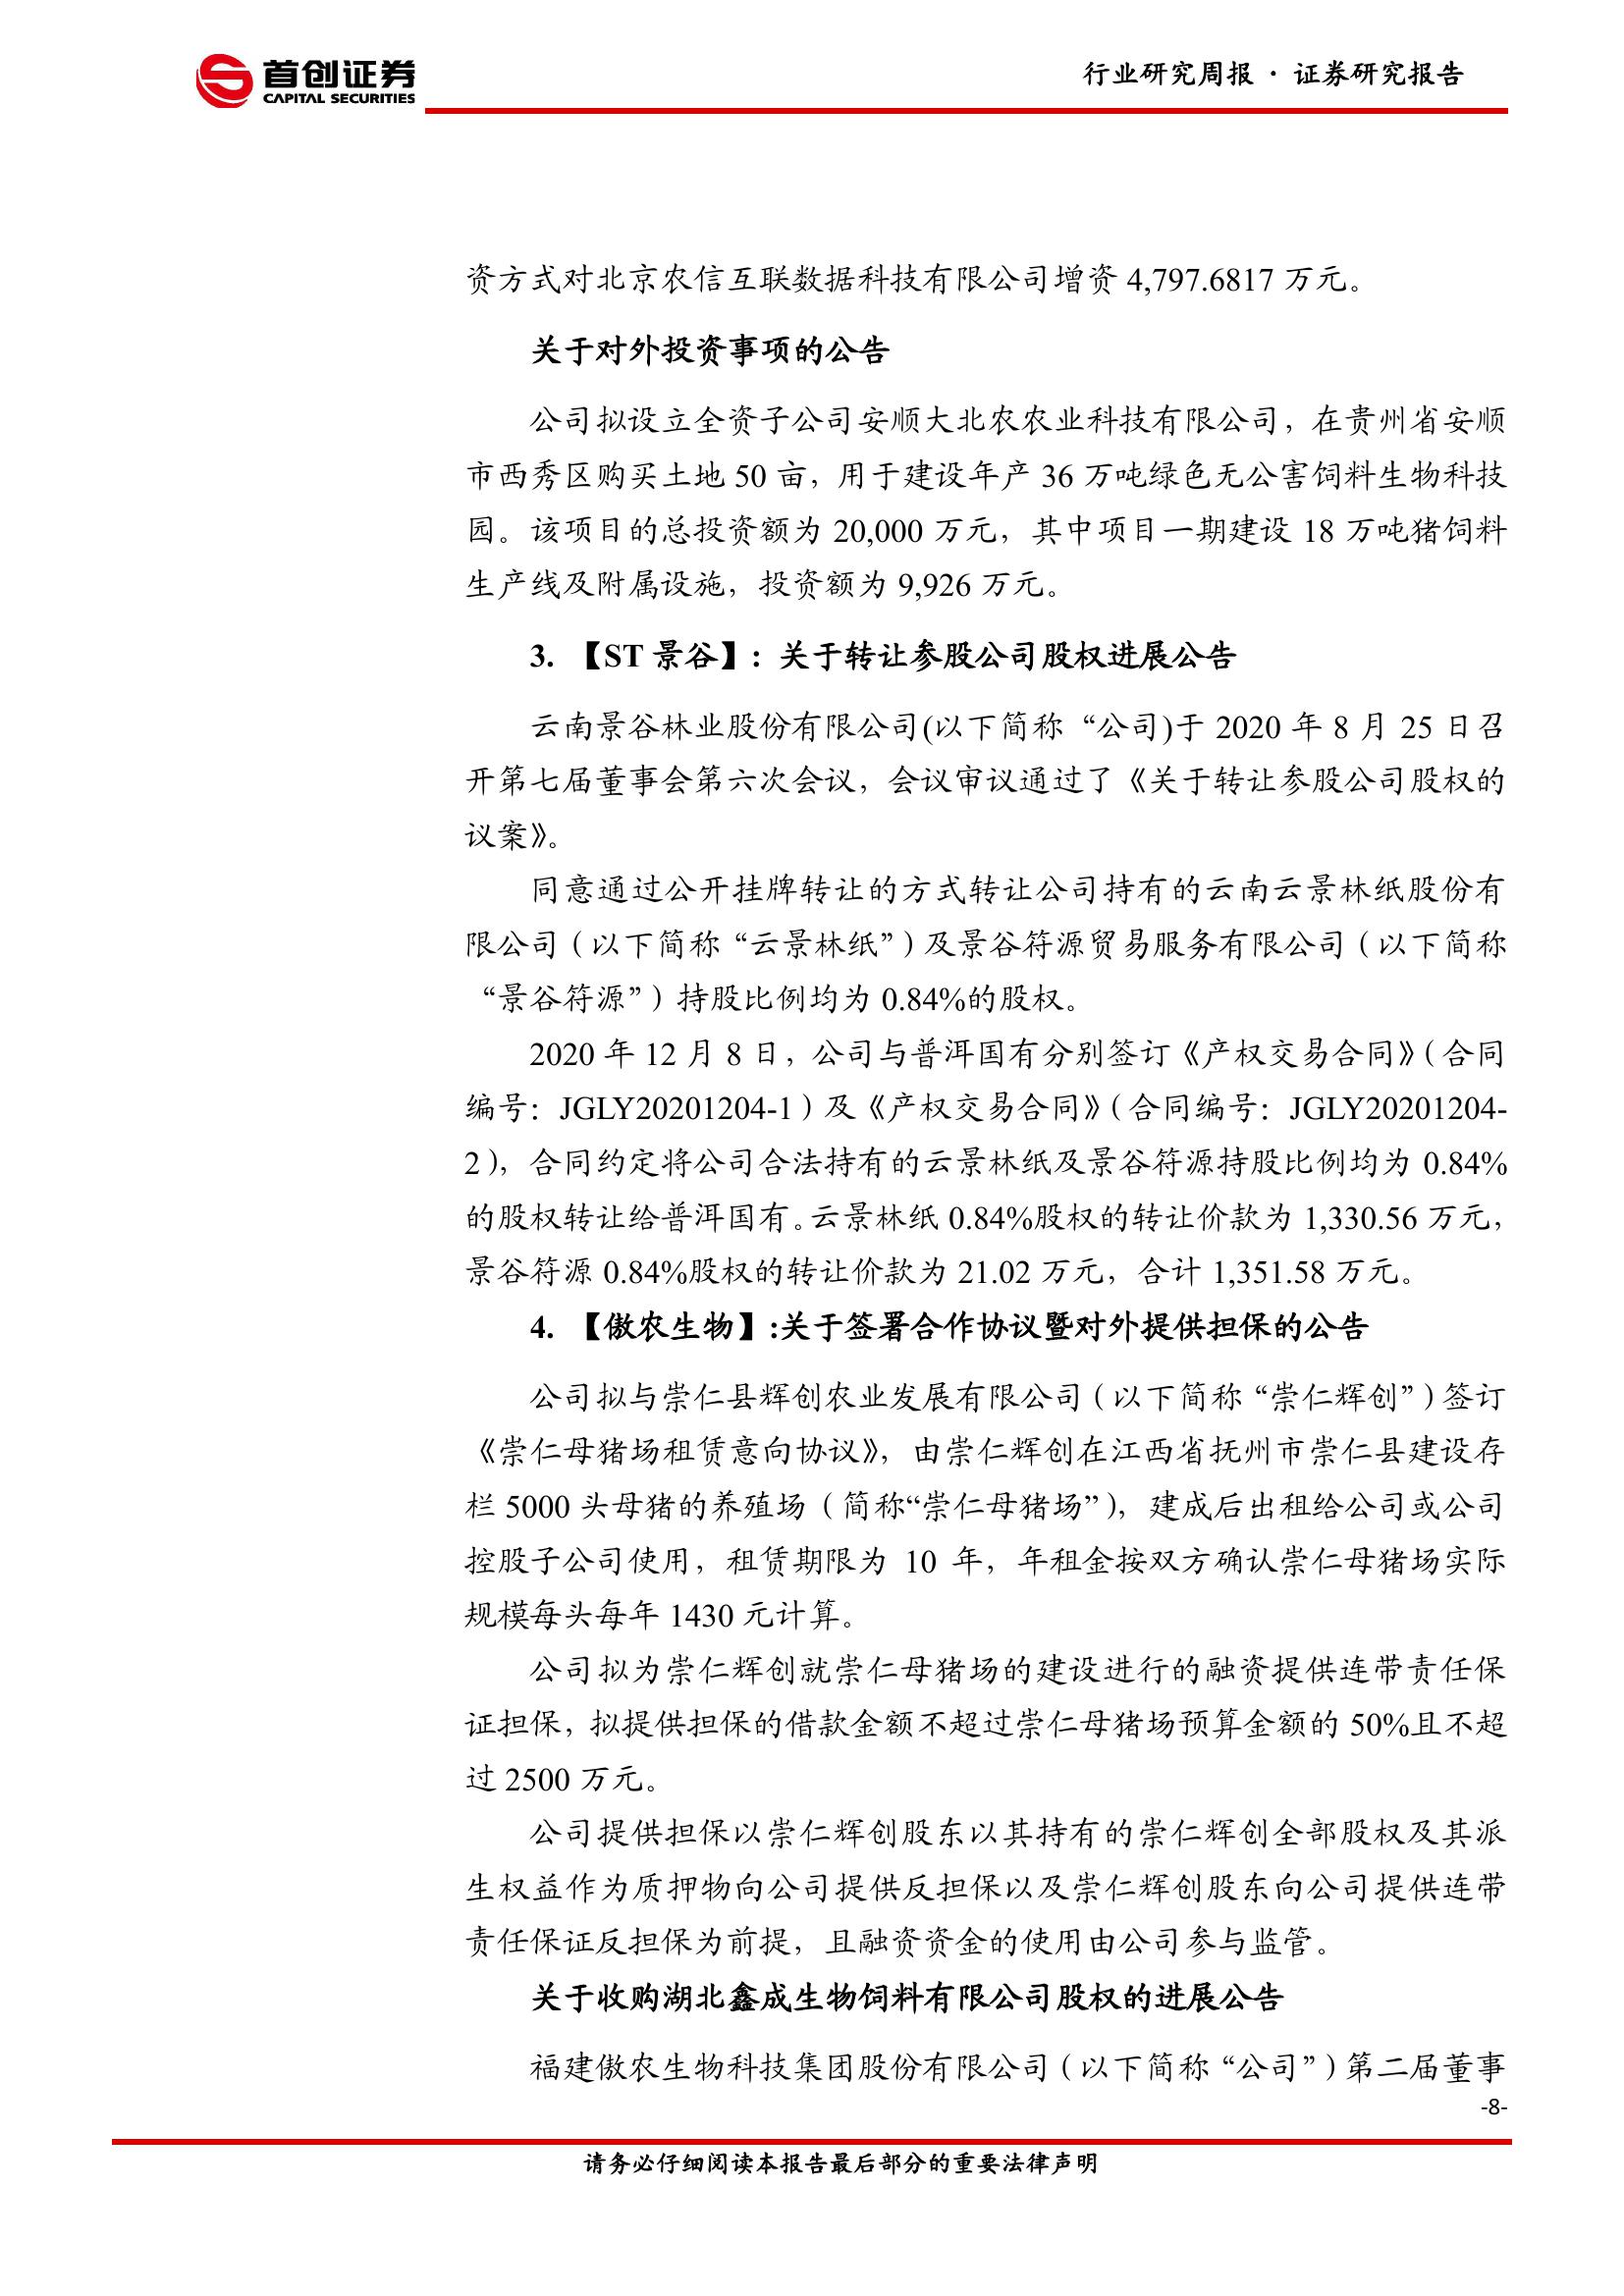 首创证券
CAPITAL SECURITIES
行业研究周报 · 证券研究报告
资方式对北京农信互联数据科技有限公司增资 4,797.6817 万元。
关于对外投资事项的公告
公司拟设立全资子公司安顺大北农农业科技有限公司，在贵州省安顺
市西秀区购买土地 50 亩，用于建设年产 36 万吨绿色无公害饲料生物科技
园。该项目的总投资额为 20,000 万元，其中项目一期建设 18 万吨猪饲料
生产线及附属设施，投资额为 9,926 万元。
3. 【ST 景谷】：关于转让参股公司股权进展公告
云南景谷林业股份有限公司(以下简称“公司)于 2020 年 8 月 25 日召
开第七届董事会第六次会议，会议审议通过了《关于转让参股公司股权的
议案》。
同意通过公开挂牌转让的方式转让公司持有的云南云景林纸股份有
限公司（以下简称“云景林纸”）及景谷符源贸易服务有限公司（以下简称
“景谷符源”）持股比例均为 0.84%的股权。
2020 年 12 月 8 日，公司与普洱国有分别签订《产权交易合同》（合同
编号：JGLY20201204-1）及《产权交易合同》（合同编号：JGLY20201204-
2），合同约定将公司合法持有的云景林纸及景谷符源持股比例均为 0.84%
的股权转让给普洱国有。云景林纸 0.84%股权的转让价款为 1,330.56 万元，
景谷符源 0.84%股权的转让价款为 21.02 万元，合计 1,351.58 万元。
4. 【傲农生物】:关于签署合作协议暨对外提供担保的公告
公司拟与崇仁县辉创农业发展有限公司（以下简称“崇仁辉创”）签订
《崇仁母猪场租赁意向协议》，由崇仁辉创在江西省抚州市崇仁县建设存
栏 5000 头母猪的养殖场（简称“崇仁母猪场”），建成后出租给公司或公司
控股子公司使用，租赁期限为 10 年，年租金按双方确认崇仁母猪场实际
规模每头每年 1430 元计算。
公司拟为崇仁辉创就崇仁母猪场的建设进行的融资提供连带责任保
证担保，拟提供担保的借款金额不超过崇仁母猪场预算金额的 50%且不超
过 2500 万元。
公司提供担保以崇仁辉创股东以其持有的崇仁辉创全部股权及其派
生权益作为质押物向公司提供反担保以及崇仁辉创股东向公司提供连带
责任保证反担保为前提，且融资资金的使用由公司参与监管。
关于收购湖北鑫成生物饲料有限公司股权的进展公告
福建傲农生物科技集团股份有限公司（以下简称“公司”）第二届董事
-8-
请务必仔细阅读本报告最后部分的重要法律声明